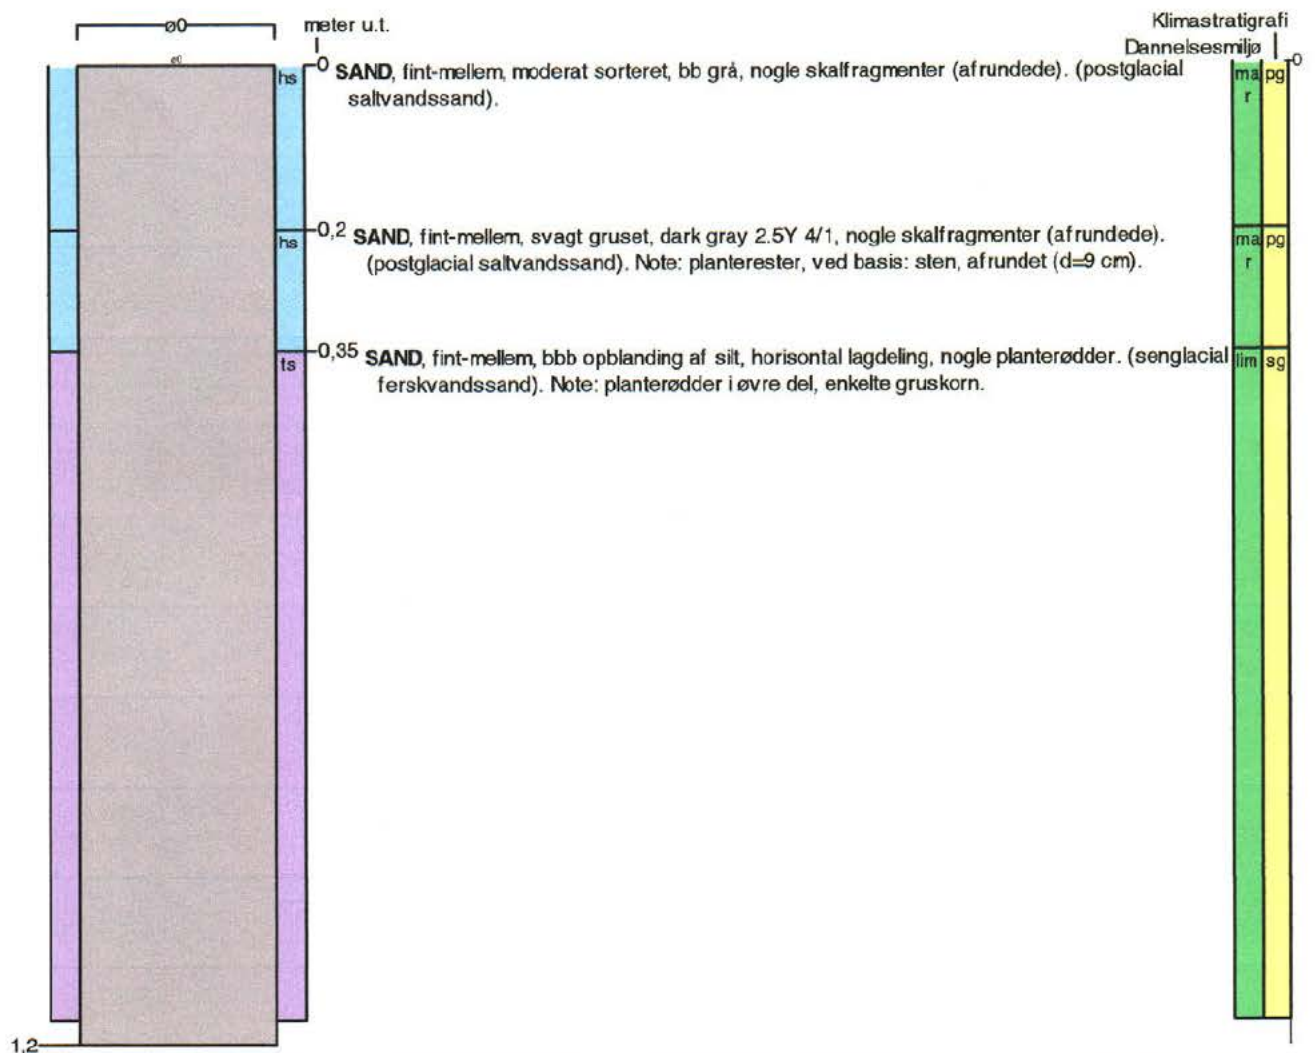 ø0
meter u.t.
Klimastratigrafi
Dannelsesmiljø
ø0
hs
0 SAND, fint-mellem, moderat sorteret, bb grå, nogle skalfragmenter (afrundede). (postglacial
saltvandssand).
ma pg
r
0
hs
0,2 SAND, fint-mellem, svagt gruset, dark gray 2.5Y 4/1, nogle skalfragmenter (afrundede).
(postglacial saltvandssand). Note: planterester, ved basis: sten, afrundet (d=9 cm).
ma pg
r
ts
0,35 SAND, fint-mellem, bbb opblanding af silt, horisontal lagdeling, nogle planterødder. (senglacial
ferskvandssand). Note: planterødder i øvre del, enkelte gruskorn.
lim sg
1,2